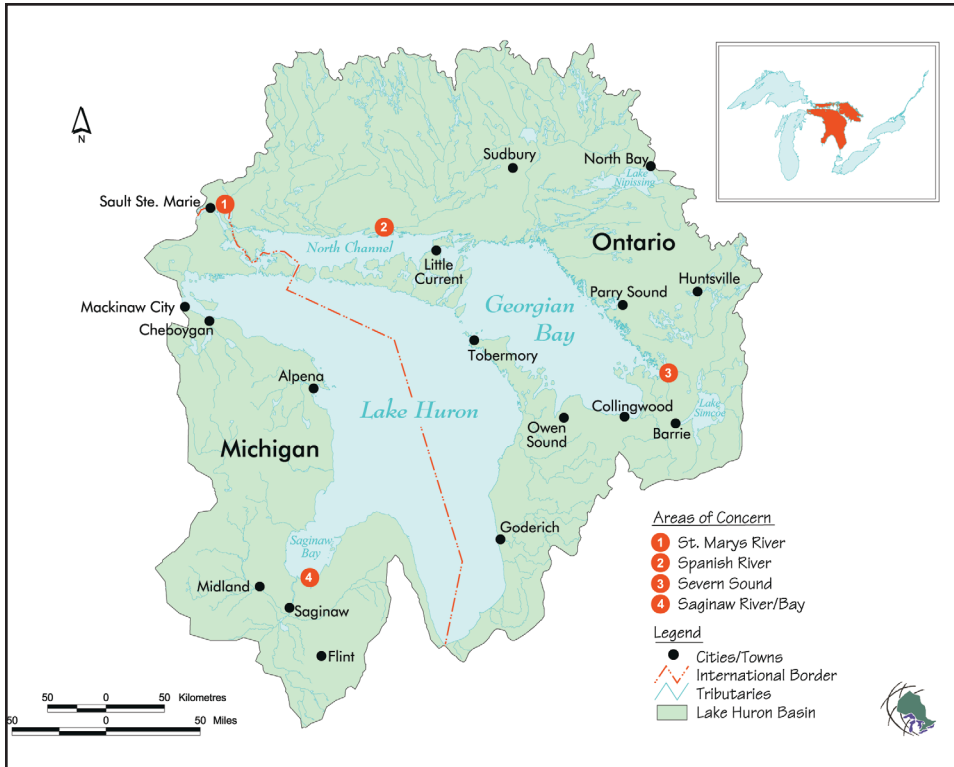 N
Sudbury
North Bay
Lake
Nipissing
Sault Ste. Marie
1
2
North Channel
Little
Current
Ontario
Huntsville
Parry Sound
Georgian
Bay
Mackinaw City
Cheboygan
Tobermory
3
Alpena
Lake Huron
Collingwood
Lake
Simcoe
Owen
Sound
Barrie
Michigan
Goderich
Saginaw
Bay
4
Midland
Saginaw
Flint
Areas of Concern
1 St. Marys River
2 Spanish River
3 Severn Sound
4 Saginaw River/Bay
Legend
Cities/Towns
International Border
Tributaries
Lake Huron Basin
50 0 50 Kilometres
50 0 50 Miles